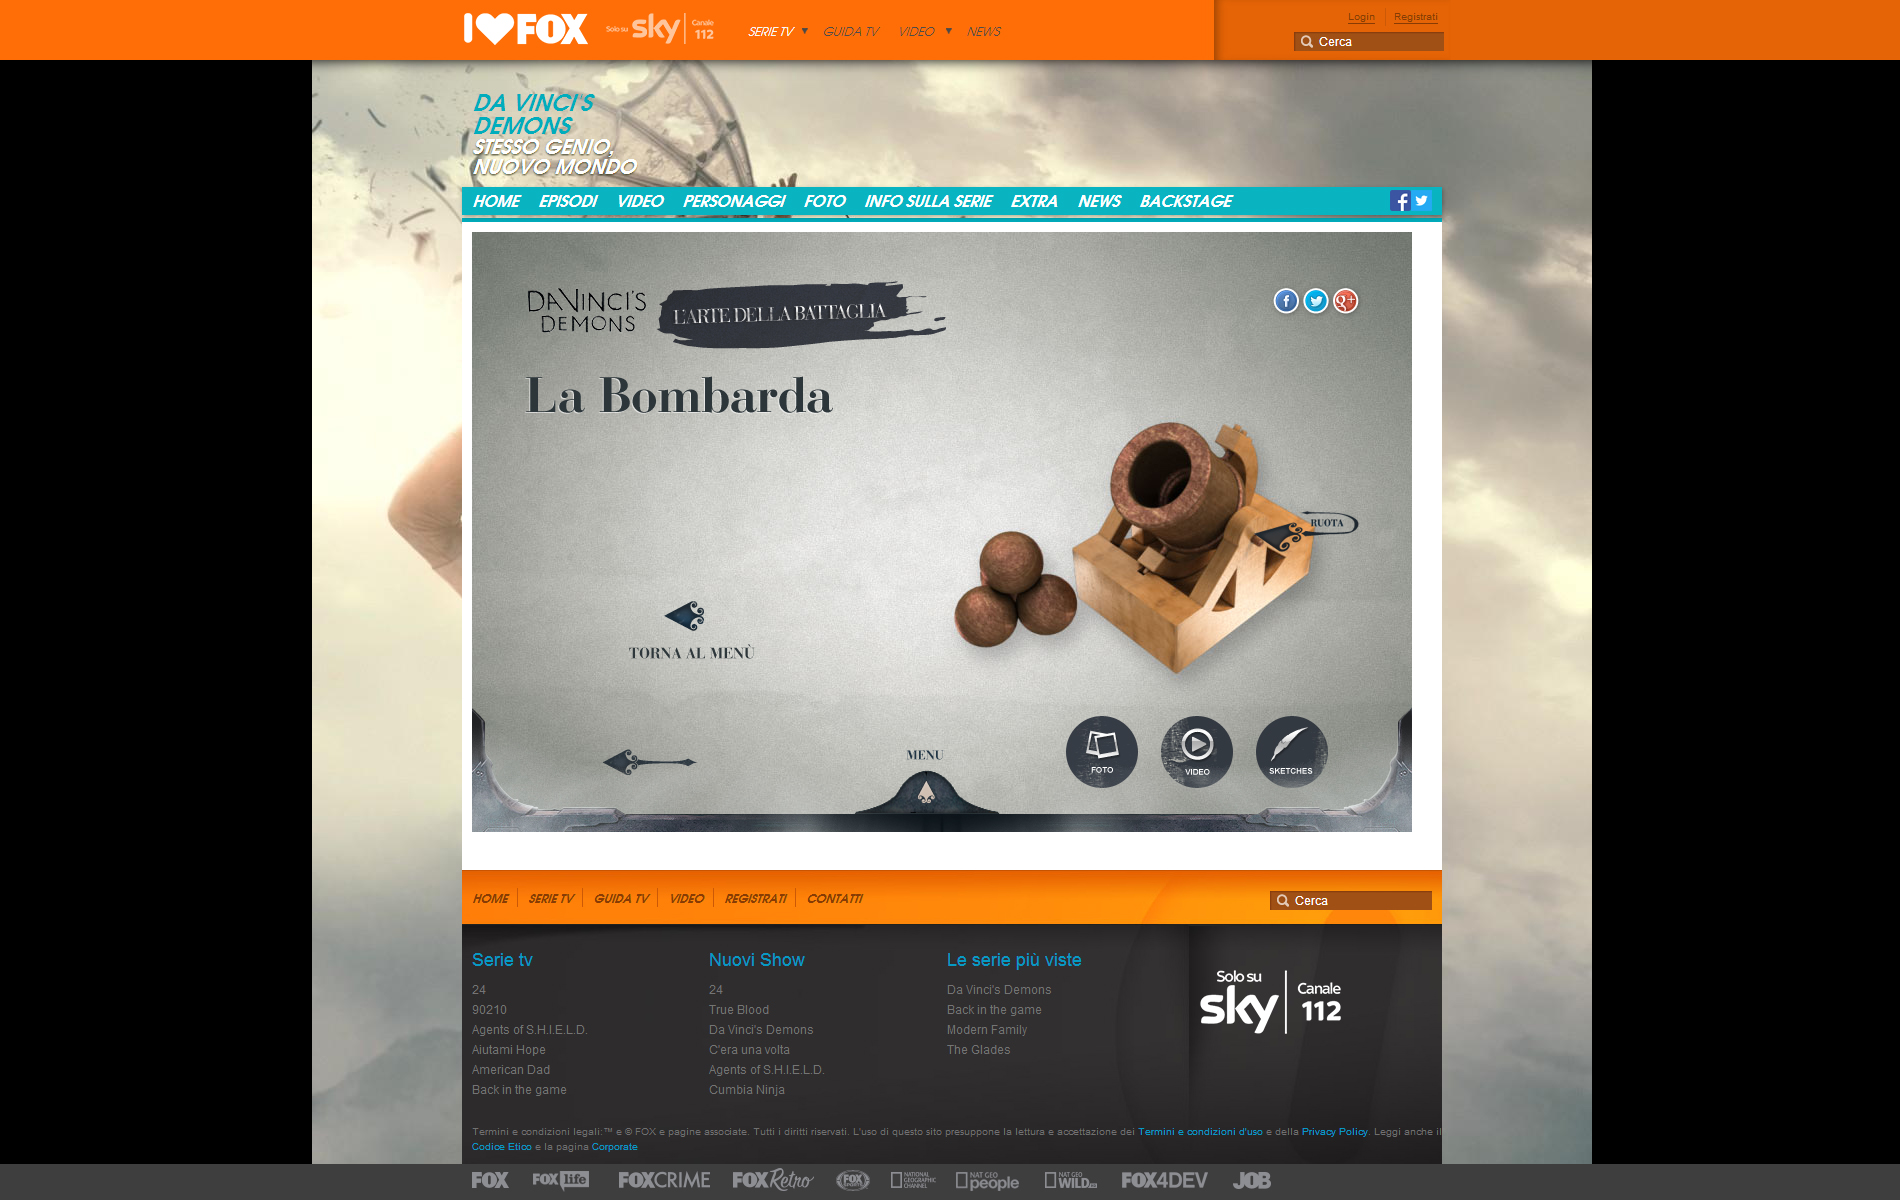 I ♥ FOX
Solo su sky Canale 112
SERIE TV ▼ GUIDA TV VIDEO ▼ NEWS
Login Registrati
Cerca
DA VINCI'S
DEMONS
STESSO GENIO,
NUOVO MONDO
HOME EPISODI VIDEO PERSONAGGI FOTO INFO SULLA SERIE EXTRA NEWS BACKSTAGE
DAVINCI'S
DEMONS
L'ARTE DELLA BATTAGLIA
La Bombarda
RUOTA
TORNA AL MENÙ
MENU
FOTO
VIDEO
SKETCHES
HOME SERIE TV GUIDA TV VIDEO REGISTRATI CONTATTI
Cerca
Serie tv
24
90210
Agents of S.H.I.E.L.D.
Aiutami Hope
American Dad
Back in the game
Nuovi Show
24
True Blood
Da Vinci's Demons
C'era una volta
Agents of S.H.I.E.L.D.
Cumbia Ninja
Le serie più viste
Da Vinci's Demons
Back in the game
Modern Family
The Glades
Solo su
sky
Canale
112
Termini e condizioni legali:™ e © FOX e pagine associate. Tutti i diritti riservati. L'uso di questo sito presuppone la lettura e accettazione dei Termini e condizioni d'uso e della Privacy Policy. Leggi anche il
Codice Etico e la pagina Corporate
FOX FOX life FOXCRIME FOXRetro FOX SPORTS NATIONAL GEOGRAPHIC CHANNEL NAT GEO people NAT GEO WILD FOX4DEV JOB